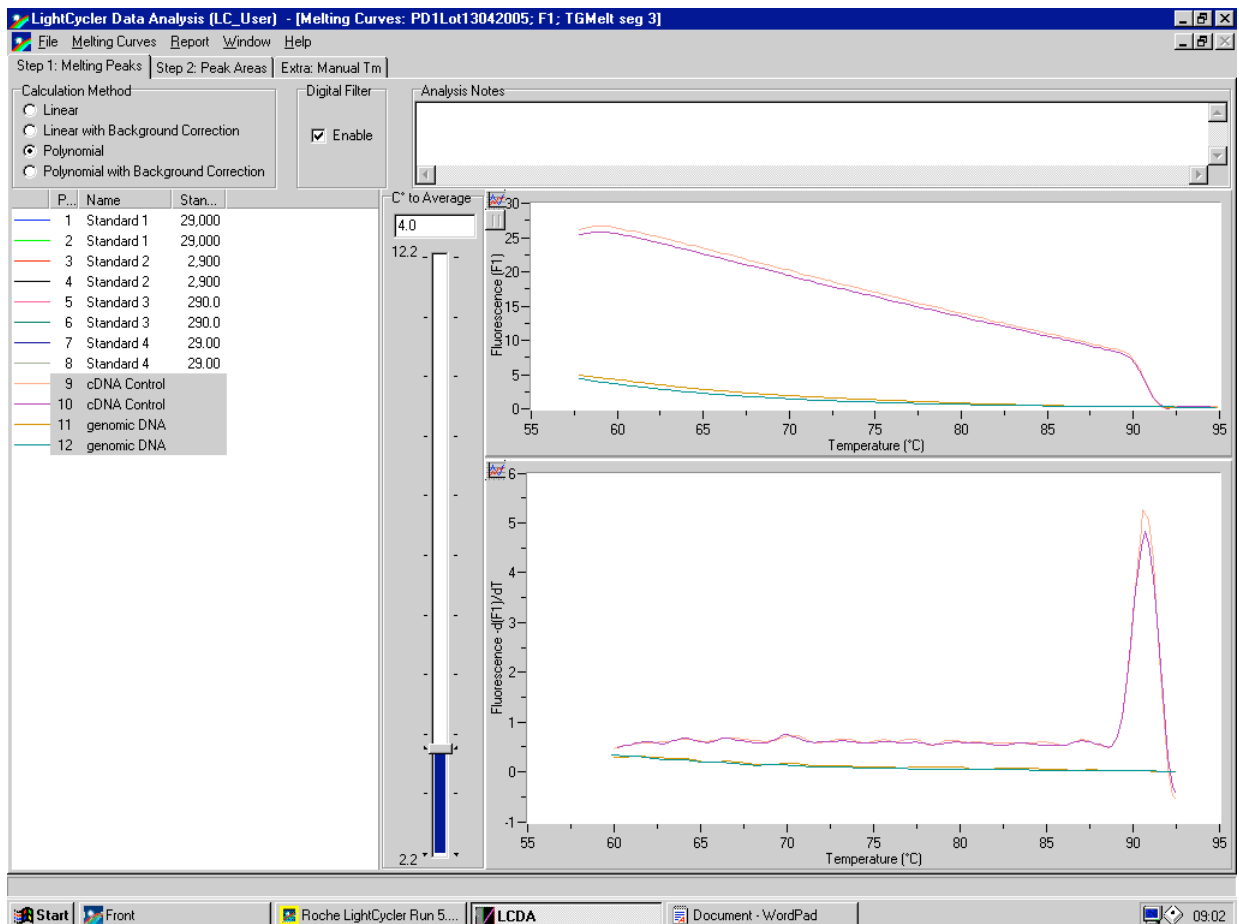 LightCycler Data Analysis (LC_User) - [Melting Curves: PD1Lot13042005; F1; TGMelt seg 3]
File Melting Curves Report Window Help
Step 1: Melting Peaks Step 2: Peak Areas Extra: Manual Tm
Calculation Method
Linear
Linear with Background Correction
Polynomial
Polynomial with Background Correction
Digital Filter
Enable
Analysis Notes
P... Name Stan...
1 Standard 1 29,000
2 Standard 1 29,000
3 Standard 2 2,900
4 Standard 2 2,900
5 Standard 3 290.0
6 Standard 3 290.0
7 Standard 4 29.00
8 Standard 4 29.00
9 cDNA Control
10 cDNA Control
11 genomic DNA
12 genomic DNA
C° to Average
4.0
12.2
2.2
30
25
20
15
10
5
0
Fluorescence (F1)
55 60 65 70 75 80 85 90 95
Temperature (°C)
6
5
4
3
2
1
0
-1
Fluorescence -d(F1)/dT
55 60 65 70 75 80 85 90 95
Temperature (°C)
Start Front Roche LightCycler Run 5.... LCDA Document - WordPad 09:02